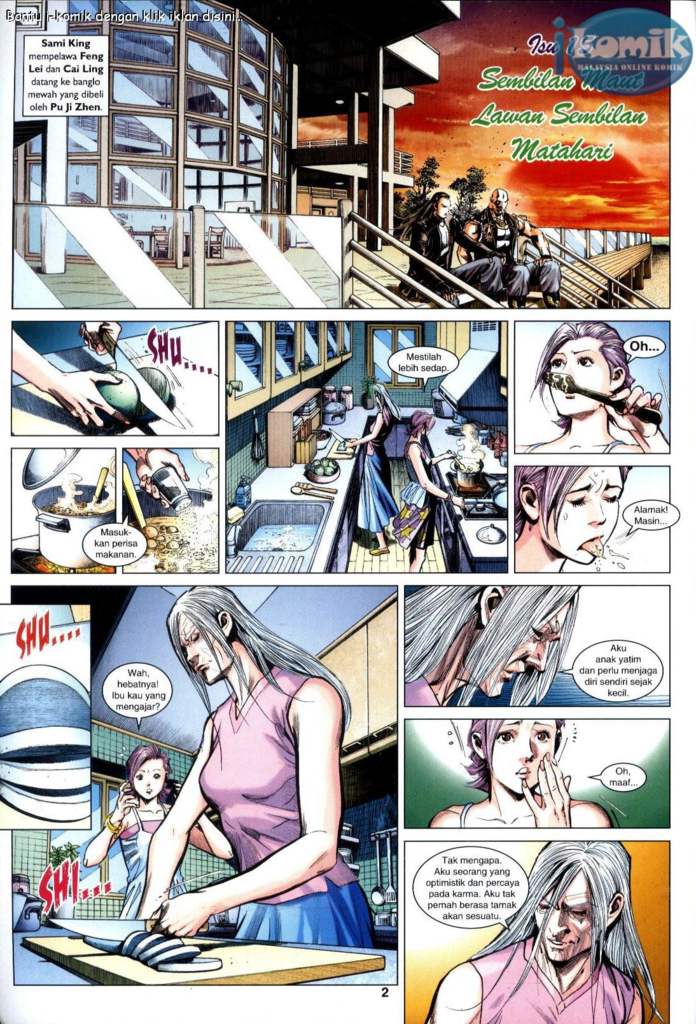 Bantu i-komik dengan klik iklan disini!..
iKomik
MALAYSIA ONLINE KOMIK
Sami King
mempelawa Feng
Lei dan Cai Ling
datang ke banglo
mewah yang dibeli
oleh Pu Ji Zhen.
Sembilan Maut
Lawan Sembilan
Matahari
SHU....
Mestilah
lebih sedap.
Oh...
Masuk-
kan perisa
makanan.
Alamak!
Masin...
SHU....
Wah,
hebatnya!
Ibu kau yang
mengajar?
Aku
anak yatim
dan perlu menjaga
diri sendiri sejak
kecil.
Oh,
maaf...
SHI...
Tak mengapa.
Aku seorang yang
optimistik dan percaya
pada karma. Aku tak
pernah berasa tamak
akan sesuatu.
2